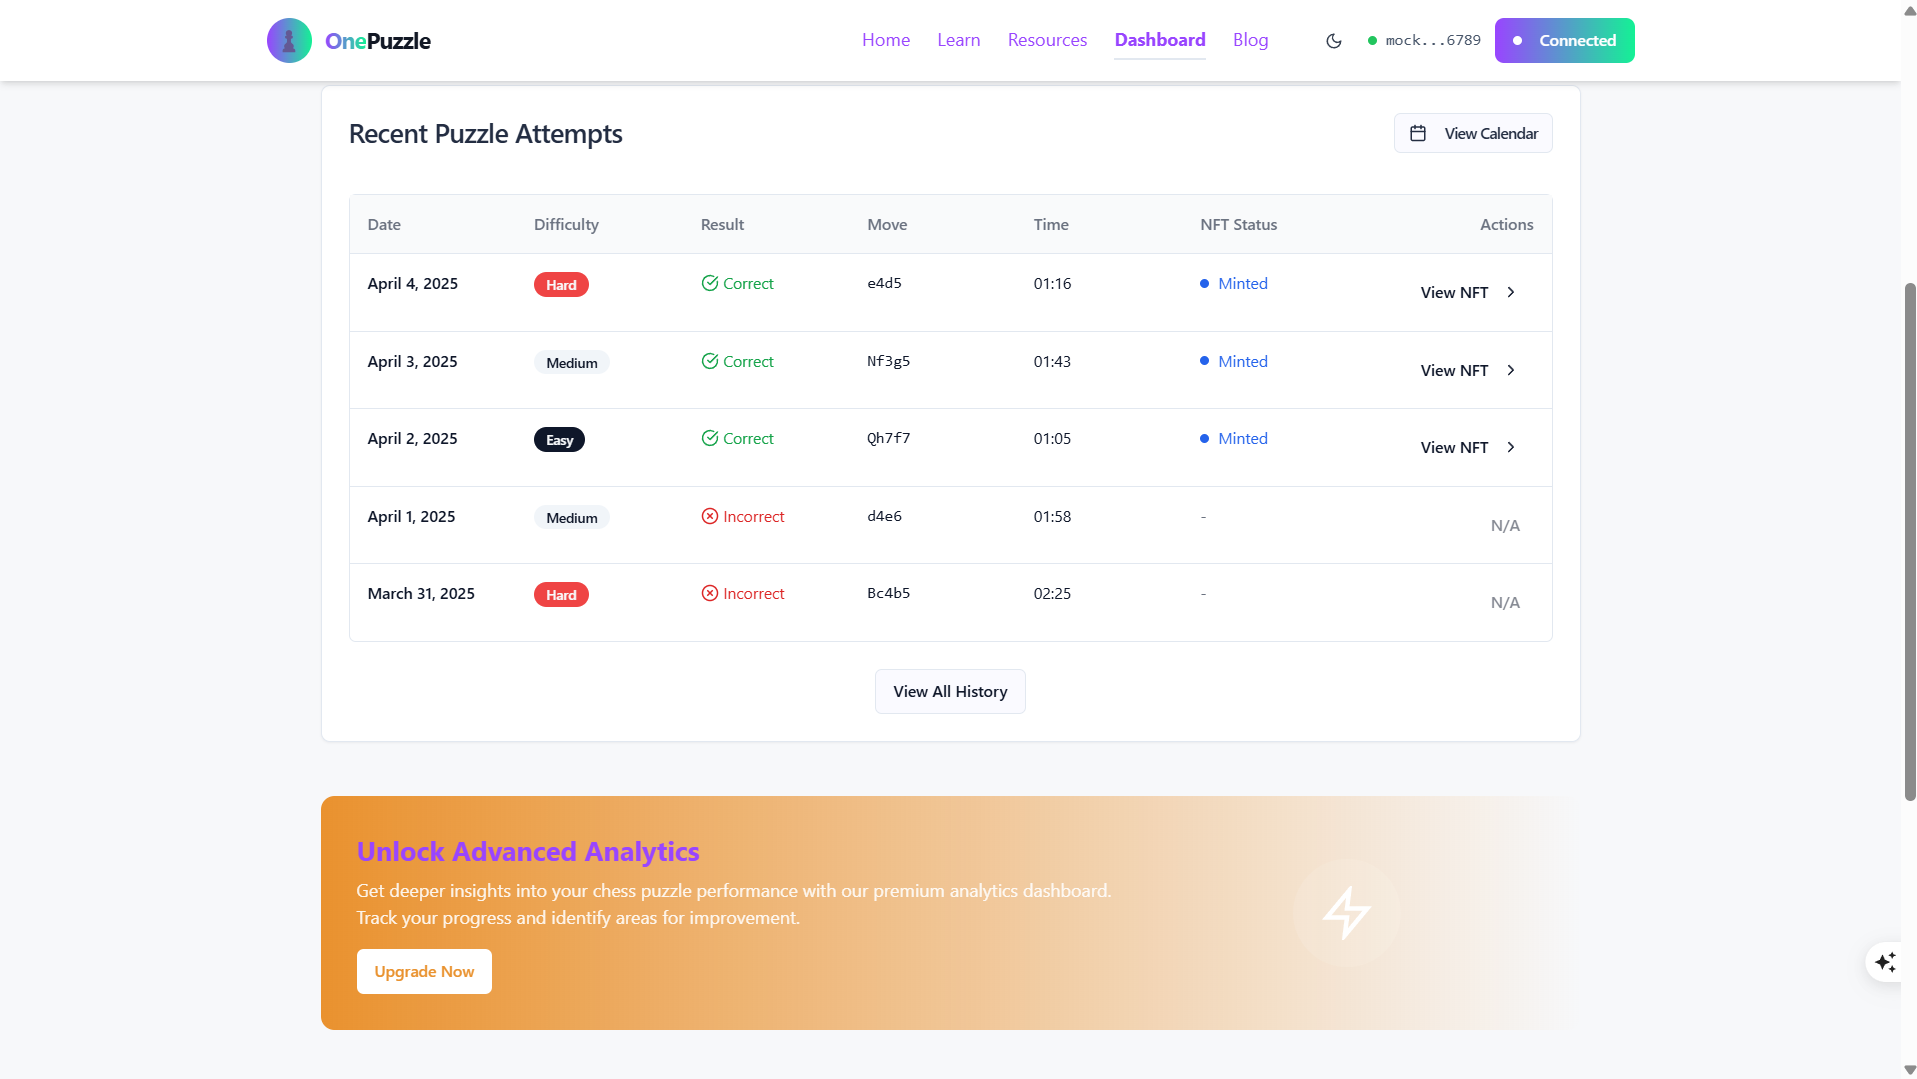 OnePuzzle
Home Learn Resources Dashboard Blog mock...6789 Connected
Recent Puzzle Attempts
View Calendar
Date Difficulty Result Move Time NFT Status Actions
April 4, 2025 Hard Correct e4d5 01:16 Minted View NFT
April 3, 2025 Medium Correct Nf3g5 01:43 Minted View NFT
April 2, 2025 Easy Correct Qh7f7 01:05 Minted View NFT
April 1, 2025 Medium Incorrect d4e6 01:58 - N/A
March 31, 2025 Hard Incorrect Bc4b5 02:25 - N/A
View All History
Unlock Advanced Analytics
Get deeper insights into your chess puzzle performance with our premium analytics dashboard.
Track your progress and identify areas for improvement.
Upgrade Now